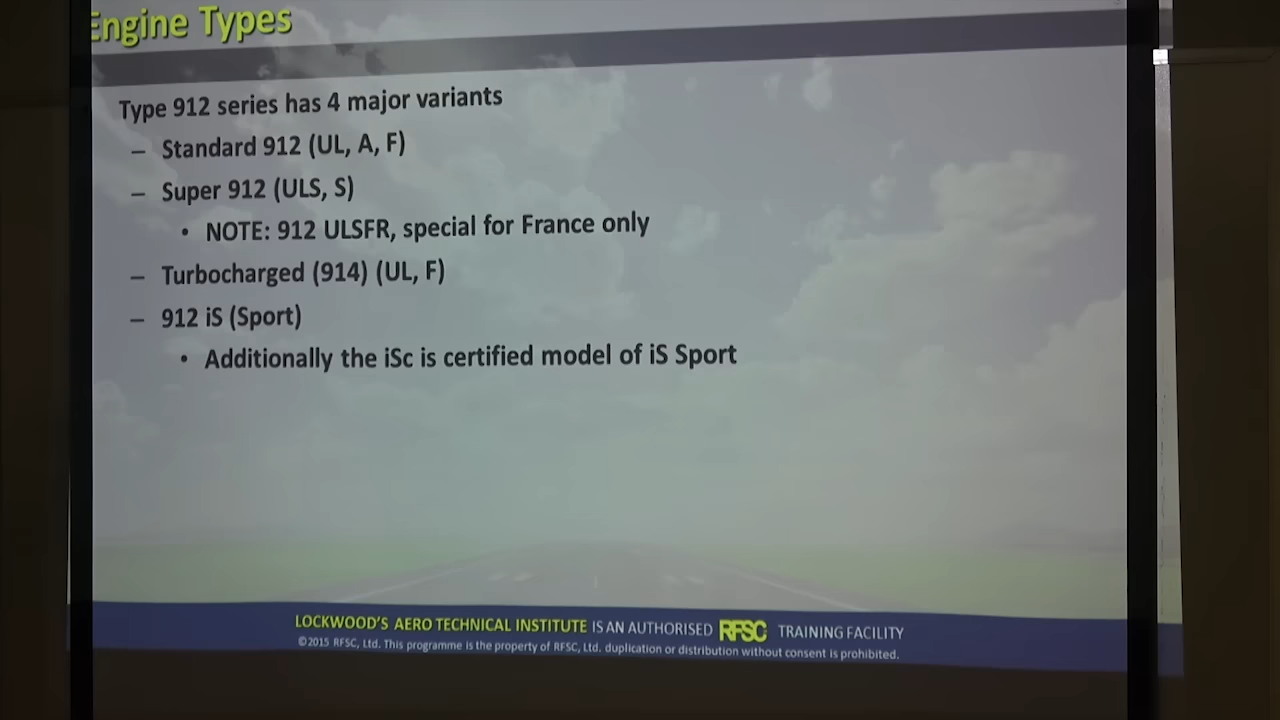 Engine Types
Type 912 series has 4 major variants
– Standard 912 (UL, A, F)
– Super 912 (ULS, S)
• NOTE: 912 ULSFR, special for France only
– Turbocharged (914) (UL, F)
– 912 iS (Sport)
• Additionally the iSc is certified model of iS Sport
LOCKWOOD'S AERO TECHNICAL INSTITUTE IS AN AUTHORISED RFSC TRAINING FACILITY
©2015 RFSC, Ltd. This programme is the property of RFSC, Ltd. duplication or distribution without consent is prohibited.